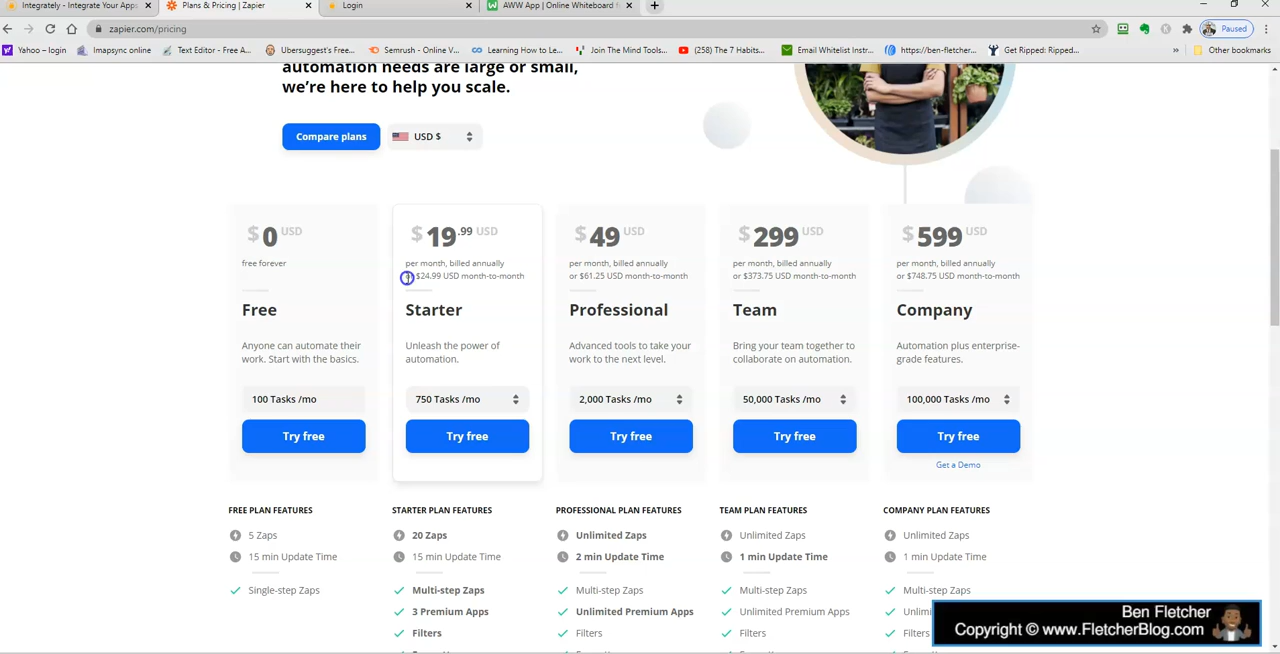 Integrately - Integrate Your Apps
Plans & Pricing | Zapier
Login
AWW App | Online Whiteboard f
zapier.com/pricing
Paused
Yahoo – login
Imapsync online
Text Editor - Free A...
Ubersuggest's Free...
Semrush - Online V...
Learning How to Le...
Join The Mind Tools...
(258) The 7 Habits...
Email Whitelist Instr...
https://ben-fletcher...
Get Ripped: Ripped...
Other bookmarks
automation needs are large or small,
we're here to help you scale.
Compare plans
USD $
$0 USD
free forever
Free
Anyone can automate their
work. Start with the basics.
100 Tasks /mo
Try free
$19.99 USD
per month, billed annually
or $24.99 USD month-to-month
Starter
Unleash the power of
automation.
750 Tasks /mo
Try free
$49 USD
per month, billed annually
or $61.25 USD month-to-month
Professional
Advanced tools to take your
work to the next level.
2,000 Tasks /mo
Try free
$299 USD
per month, billed annually
or $373.75 USD month-to-month
Team
Bring your team together to
collaborate on automation.
50,000 Tasks /mo
Try free
$599 USD
per month, billed annually
or $748.75 USD month-to-month
Company
Automation plus enterprise-
grade features.
100,000 Tasks /mo
Try free
Get a Demo
FREE PLAN FEATURES
5 Zaps
15 min Update Time
Single-step Zaps
STARTER PLAN FEATURES
20 Zaps
15 min Update Time
Multi-step Zaps
3 Premium Apps
Filters
PROFESSIONAL PLAN FEATURES
Unlimited Zaps
2 min Update Time
Multi-step Zaps
Unlimited Premium Apps
Filters
TEAM PLAN FEATURES
Unlimited Zaps
1 min Update Time
Multi-step Zaps
Unlimited Premium Apps
Filters
COMPANY PLAN FEATURES
Unlimited Zaps
1 min Update Time
Multi-step Zaps
Unlim
Filters
Ben Fletcher
Copyright © www.FletcherBlog.com